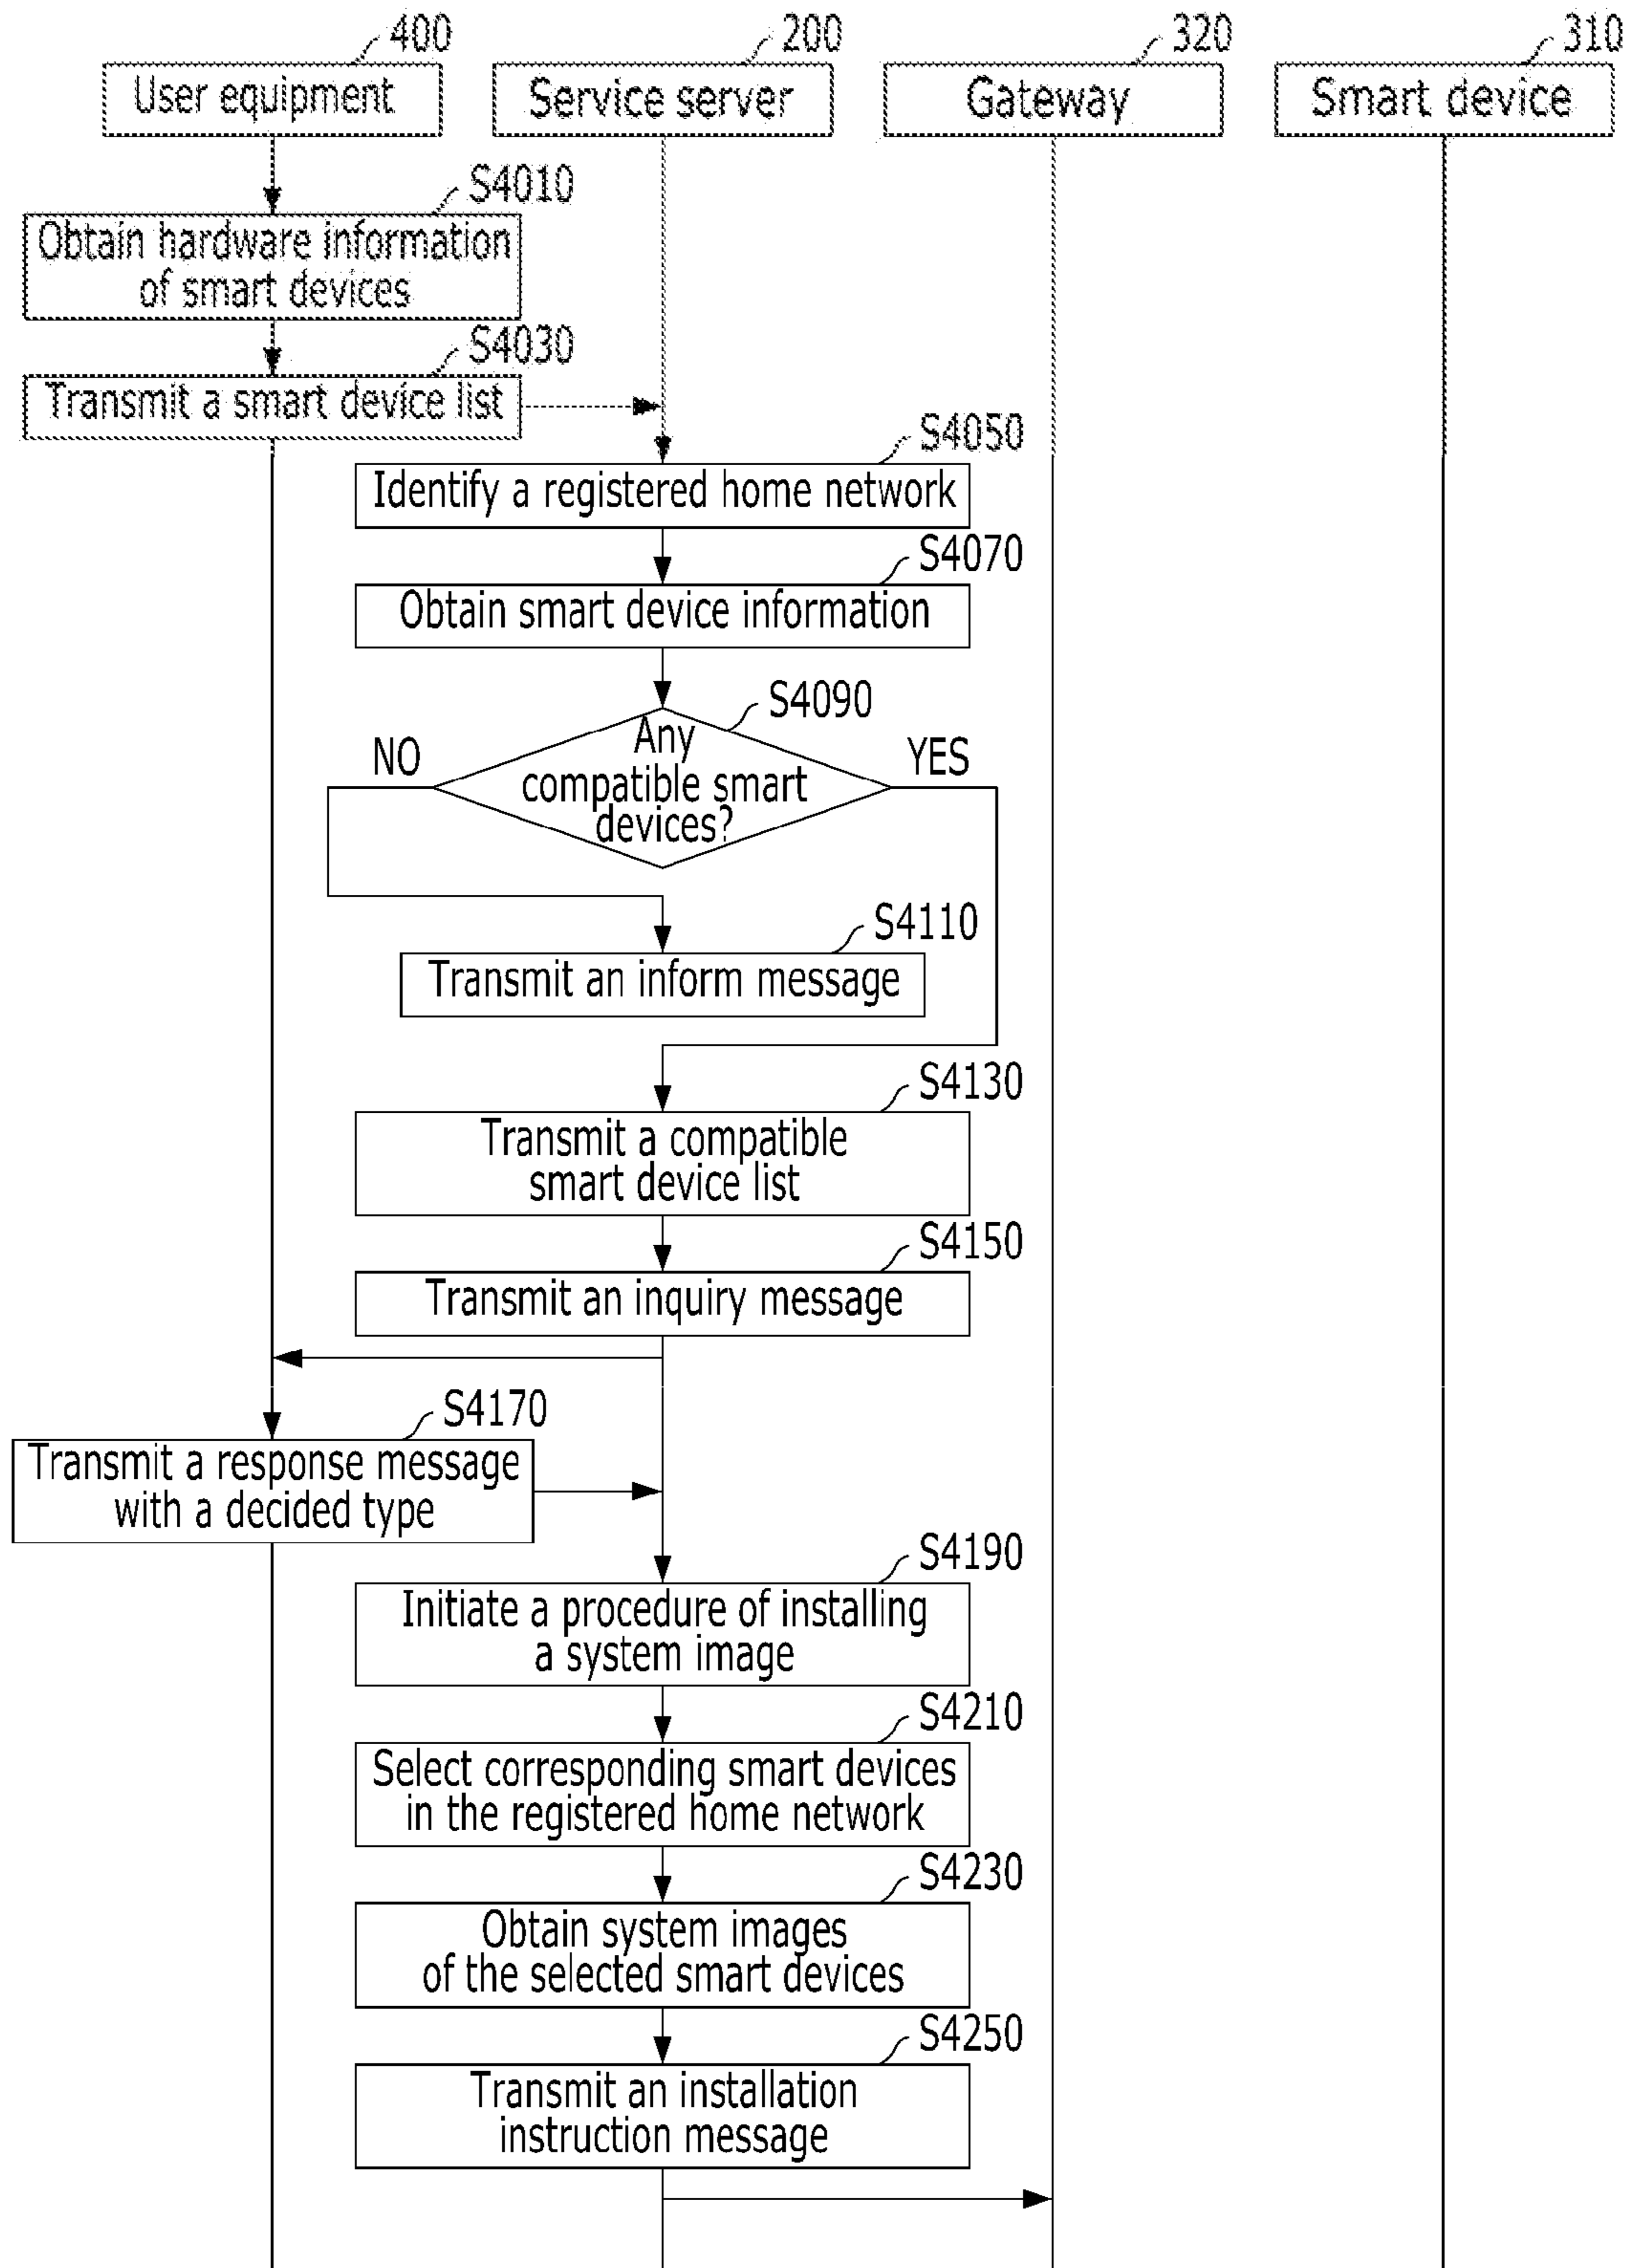 400
200
320
310
User equipment
Service server
Gateway
Smart device
S4010
Obtain hardware information
of smart devices
S4030
Transmit a smart device list
S4050
Identify a registered home network
S4070
Obtain smart device information
S4090
NO
Any
YES
compatible smart
devices?
S4110
Transmit an inform message
S4130
Transmit a compatible
smart device list
S4150
Transmit an inquiry message
S4170
Transmit a response message
with a decided type
S4190
Initiate a procedure of installing
a system image
S4210
Select corresponding smart devices
in the registered home network
S4230
Obtain system images
of the selected smart devices
S4250
Transmit an installation
instruction message